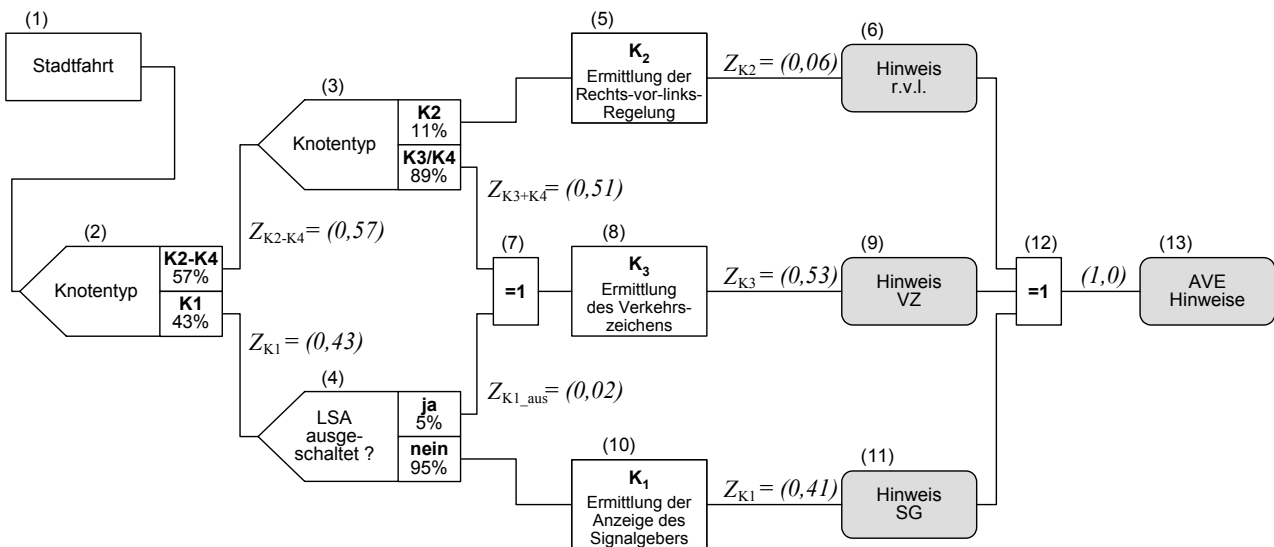 (1)
Stadtfahrt
(2)
Knotentyp
K2-K4
57%
K1
43%
Z_K2-K4 = (0,57)
Z_K1 = (0,43)
(3)
Knotentyp
K2
11%
K3/K4
89%
Z_K3+K4 = (0,51)
(4)
LSA
ausge-
schaltet ?
ja
5%
nein
95%
Z_K1_aus = (0,02)
(5)
K₂
Ermittlung der
Rechts-vor-links-
Regelung
Z_K2 = (0,06)
(6)
Hinweis
r.v.l.
(7)
=1
(8)
K₃
Ermittlung
des Verkehrs-
zeichens
Z_K3 = (0,53)
(9)
Hinweis
VZ
(10)
K₁
Ermittlung der
Anzeige des
Signalgebers
Z_K1 = (0,41)
(11)
Hinweis
SG
(12)
=1
(1,0)
(13)
AVE
Hinweise